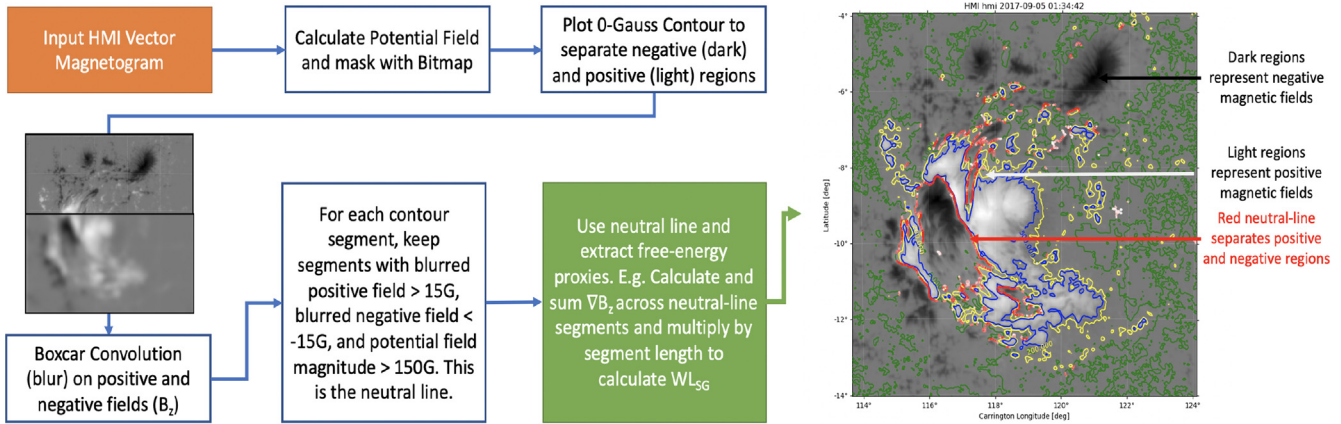 Input HMI Vector
Magnetogram
Calculate Potential Field
and mask with Bitmap
Plot 0-Gauss Contour to
separate negative (dark)
and positive (light) regions
Boxcar Convolution
(blur) on positive and
negative fields (Bz)
For each contour
segment, keep
segments with blurred
positive field > 15G,
blurred negative field <
-15G, and potential field
magnitude > 150G. This
is the neutral line.
Use neutral line and
extract free-energy
proxies. E.g. Calculate and
sum ∇Bz across neutral-line
segments and multiply by
segment length to
calculate WLSG
HMI hmi 2017-09-05 01:34:42
-4°
-6°
-8°
-10°
-12°
-14°
Latitude [deg]
114°
116°
118°
120°
122°
124°
Carrington Longitude [deg]
Dark regions
represent negative
magnetic fields
Light regions
represent positive
magnetic fields
Red neutral-line
separates positive
and negative regions